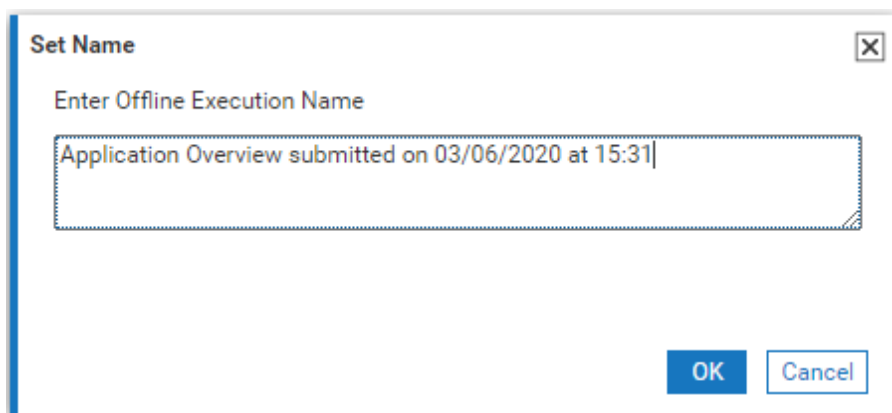 Set Name
Enter Offline Execution Name
Application Overview submitted on 03/06/2020 at 15:31
OK
Cancel